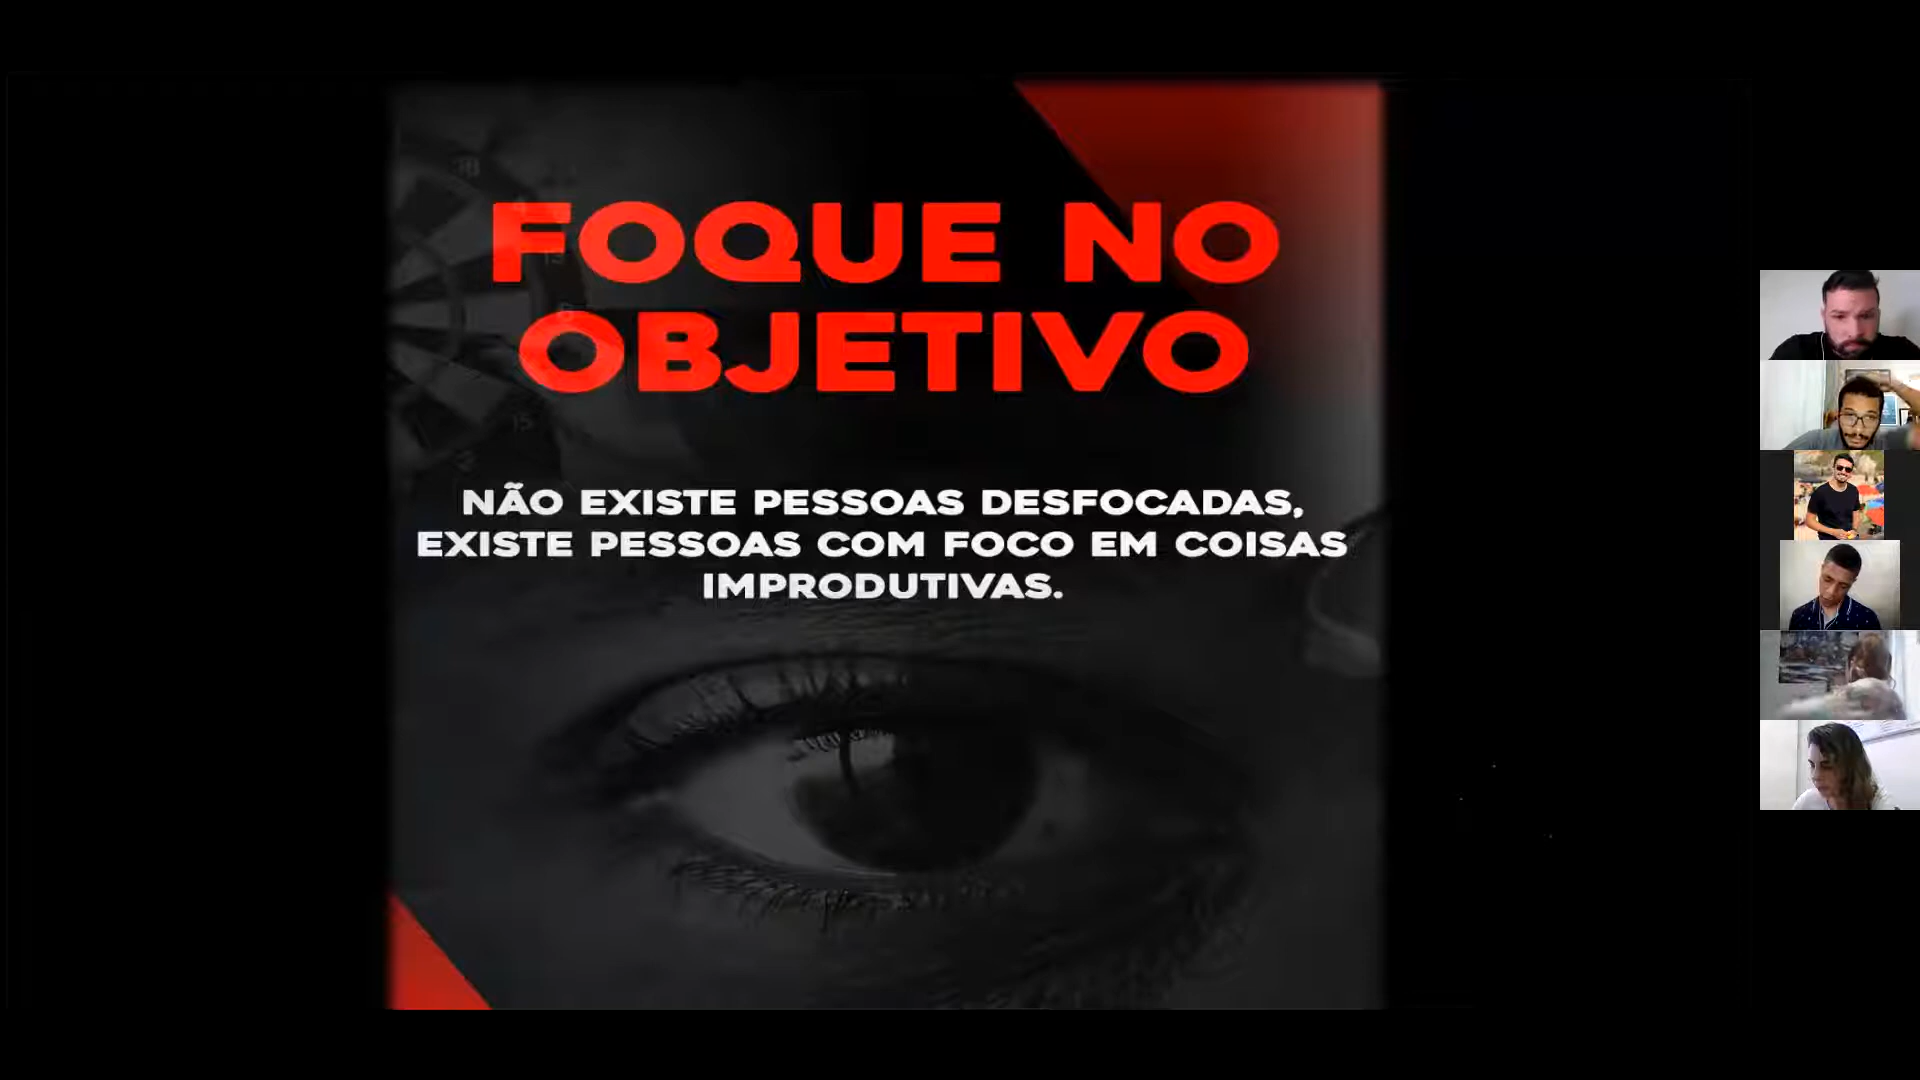 FOQUE NO
OBJETIVO
NÃO EXISTE PESSOAS DESFOCADAS,
EXISTE PESSOAS COM FOCO EM COISAS
IMPRODUTIVAS.